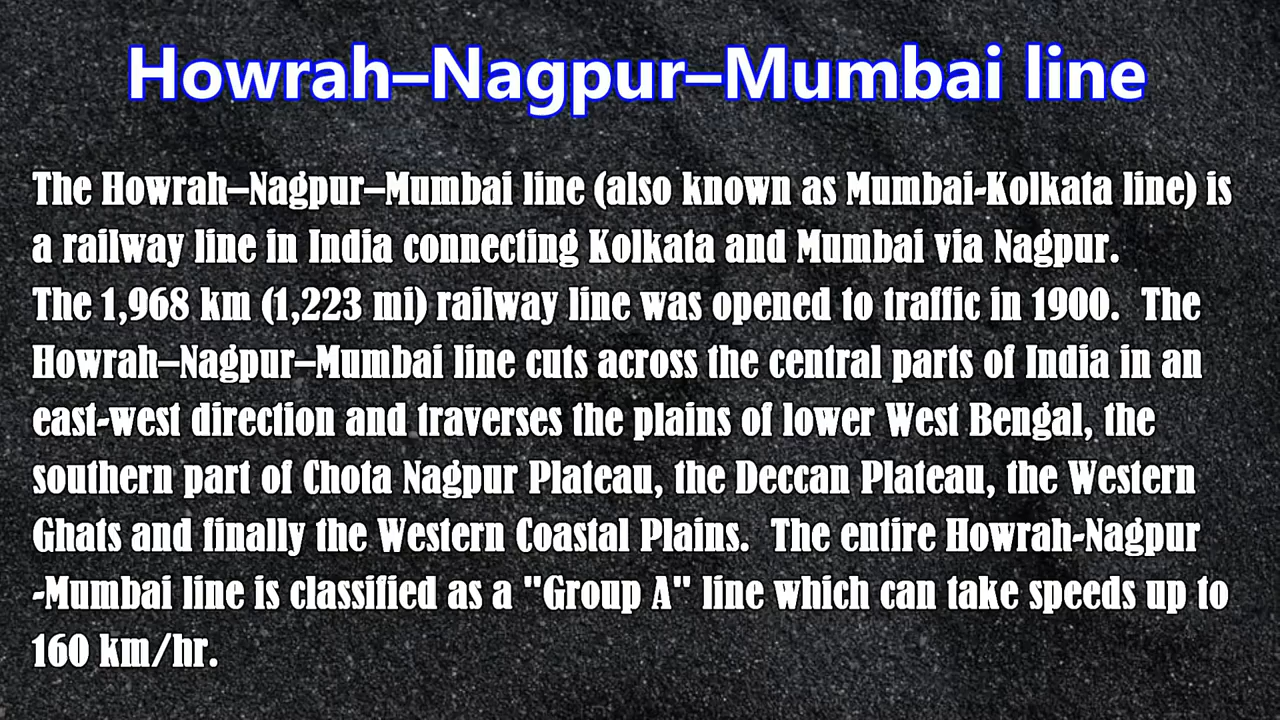 Howrah–Nagpur–Mumbai line
The Howrah–Nagpur–Mumbai line (also known as Mumbai-Kolkata line) is
a railway line in India connecting Kolkata and Mumbai via Nagpur.
The 1,968 km (1,223 mi) railway line was opened to traffic in 1900.  The
Howrah–Nagpur–Mumbai line cuts across the central parts of India in an
east-west direction and traverses the plains of lower West Bengal, the
southern part of Chota Nagpur Plateau, the Deccan Plateau, the Western
Ghats and finally the Western Coastal Plains.  The entire Howrah-Nagpur
-Mumbai line is classified as a "Group A" line which can take speeds up to
160 km/hr.